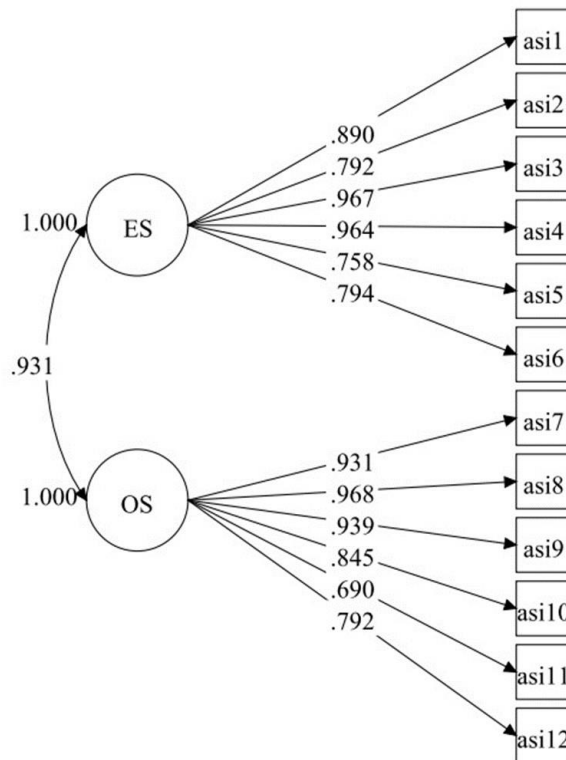 asi1
asi2
.890
.792
asi3
.967
1.000
ES
.964
asi4
.758
asi5
.794
asi6
.931
asi7
.931
.968
asi8
1.000
OS
.939
asi9
.845
.690
asi10
.792
asi11
asi12